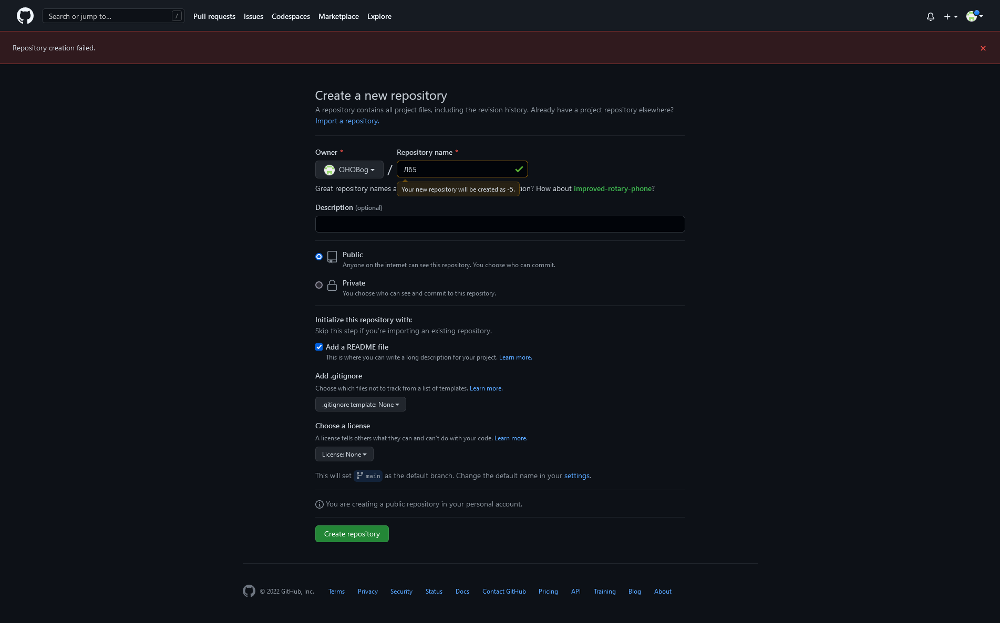 Search or jump to... /
Pull requests Issues Codespaces Marketplace Explore
Repository creation failed.
Create a new repository
A repository contains all project files, including the revision history. Already have a project repository elsewhere?
Import a repository.
Owner * Repository name *
OHOBog / Лб5
Great repository names a
Your new repository will be created as -5.
tion? How about improved-rotary-phone?
Description (optional)
Public
Anyone on the internet can see this repository. You choose who can commit.
Private
You choose who can see and commit to this repository.
Initialize this repository with:
Skip this step if you're importing an existing repository.
Add a README file
This is where you can write a long description for your project. Learn more.
Add .gitignore
Choose which files not to track from a list of templates. Learn more.
.gitignore template: None
Choose a license
A license tells others what they can and can't do with your code. Learn more.
License: None
This will set main as the default branch. Change the default name in your settings.
You are creating a public repository in your personal account.
Create repository
© 2022 GitHub, Inc. Terms Privacy Security Status Docs Contact GitHub Pricing API Training Blog About